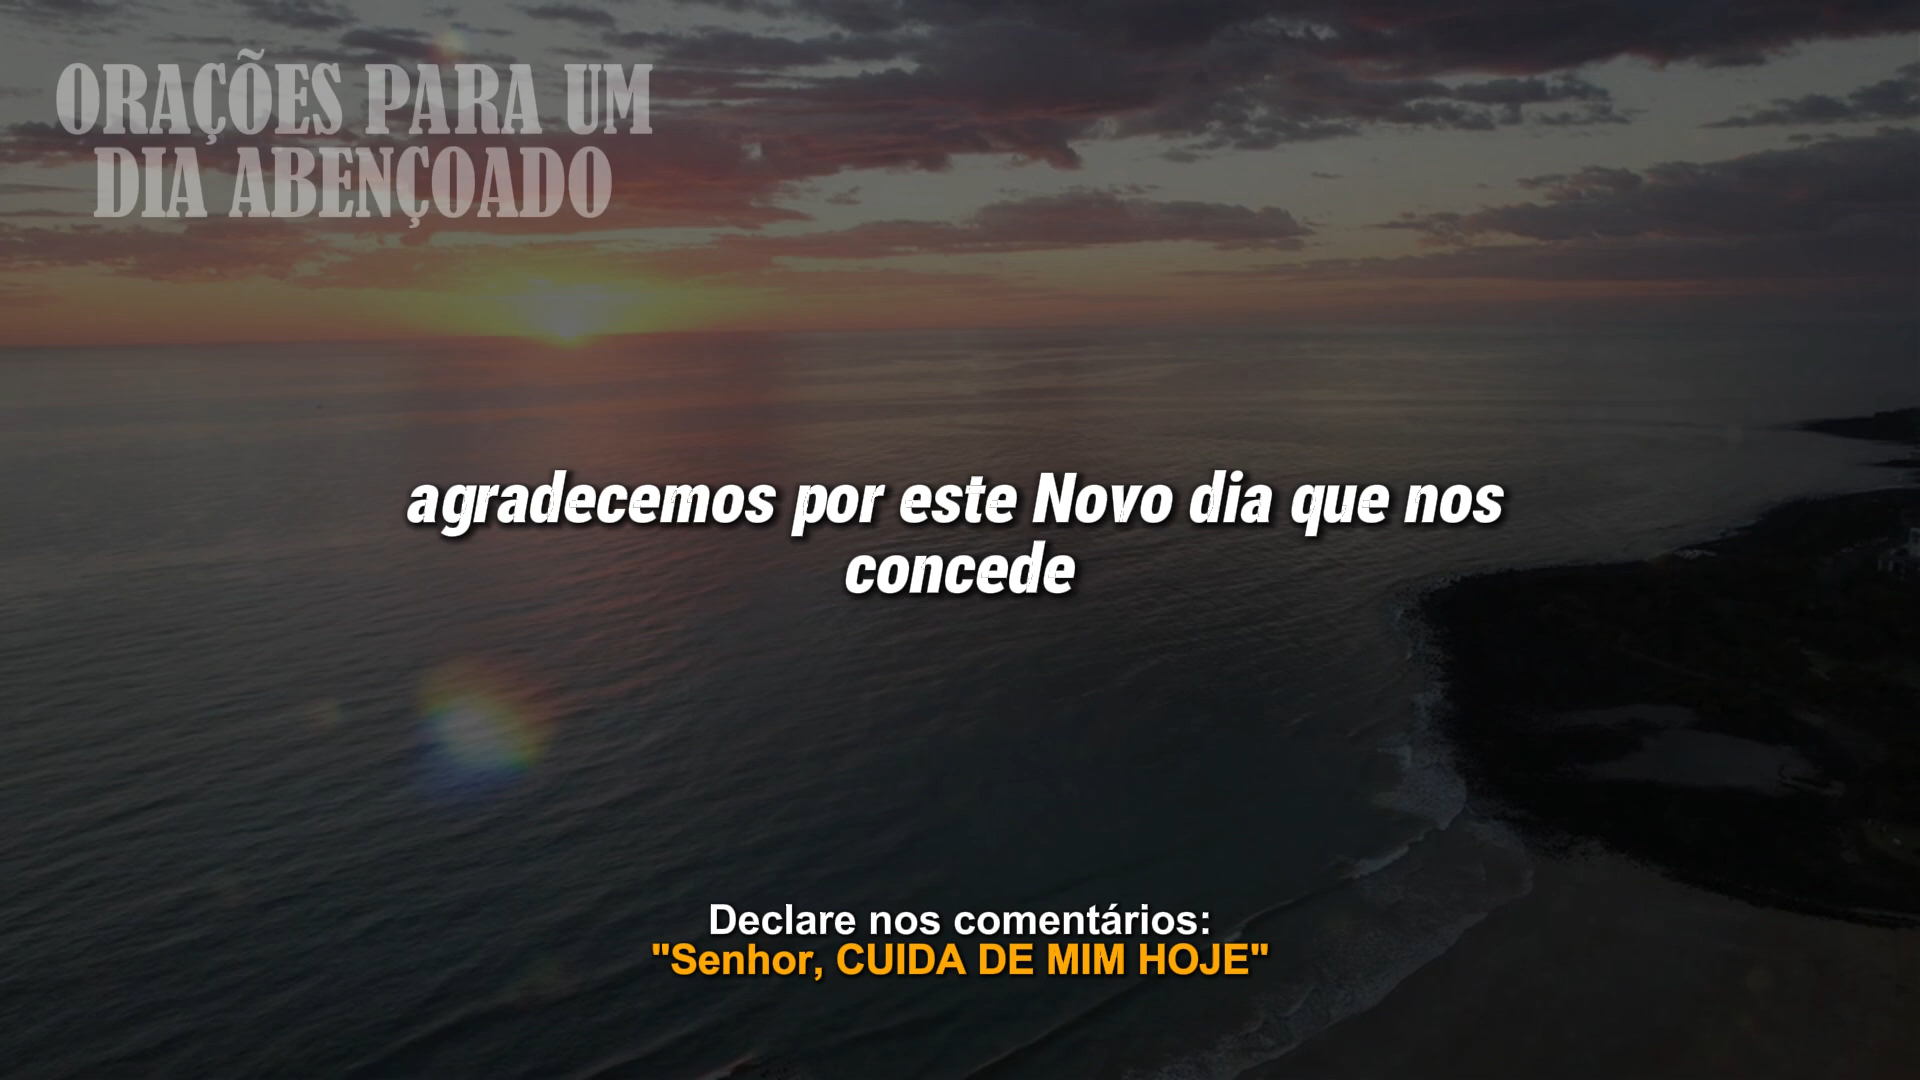 ORAÇÕES PARA UM
DIA ABENÇOADO
agradecemos por este Novo dia que nos
concede
Declare nos comentários:
"Senhor, CUIDA DE MIM HOJE"